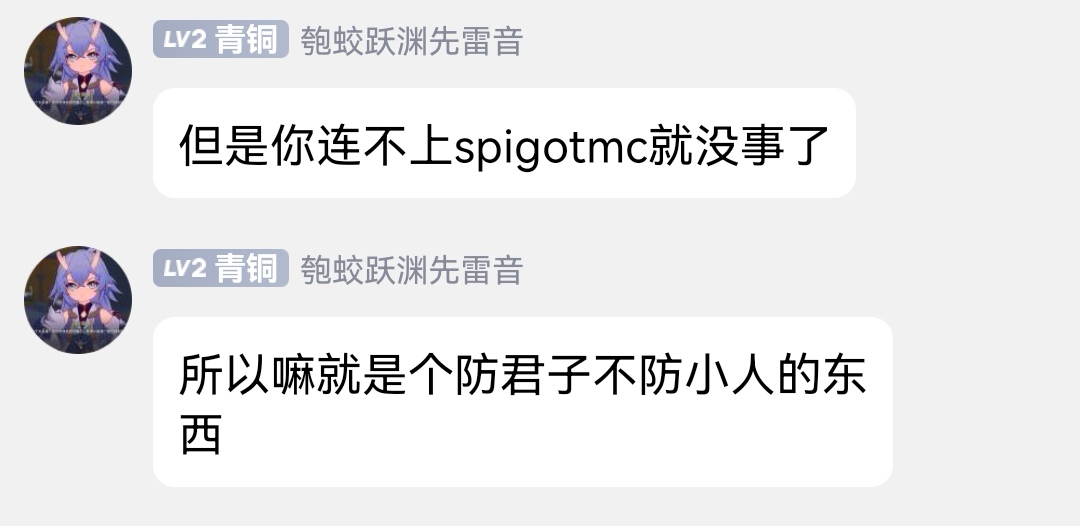 LV2 青铜 匏蛟跃渊先雷音
但是你连不上spigotmc就没事了
LV2 青铜 匏蛟跃渊先雷音
所以嘛就是个防君子不防小人的东
西